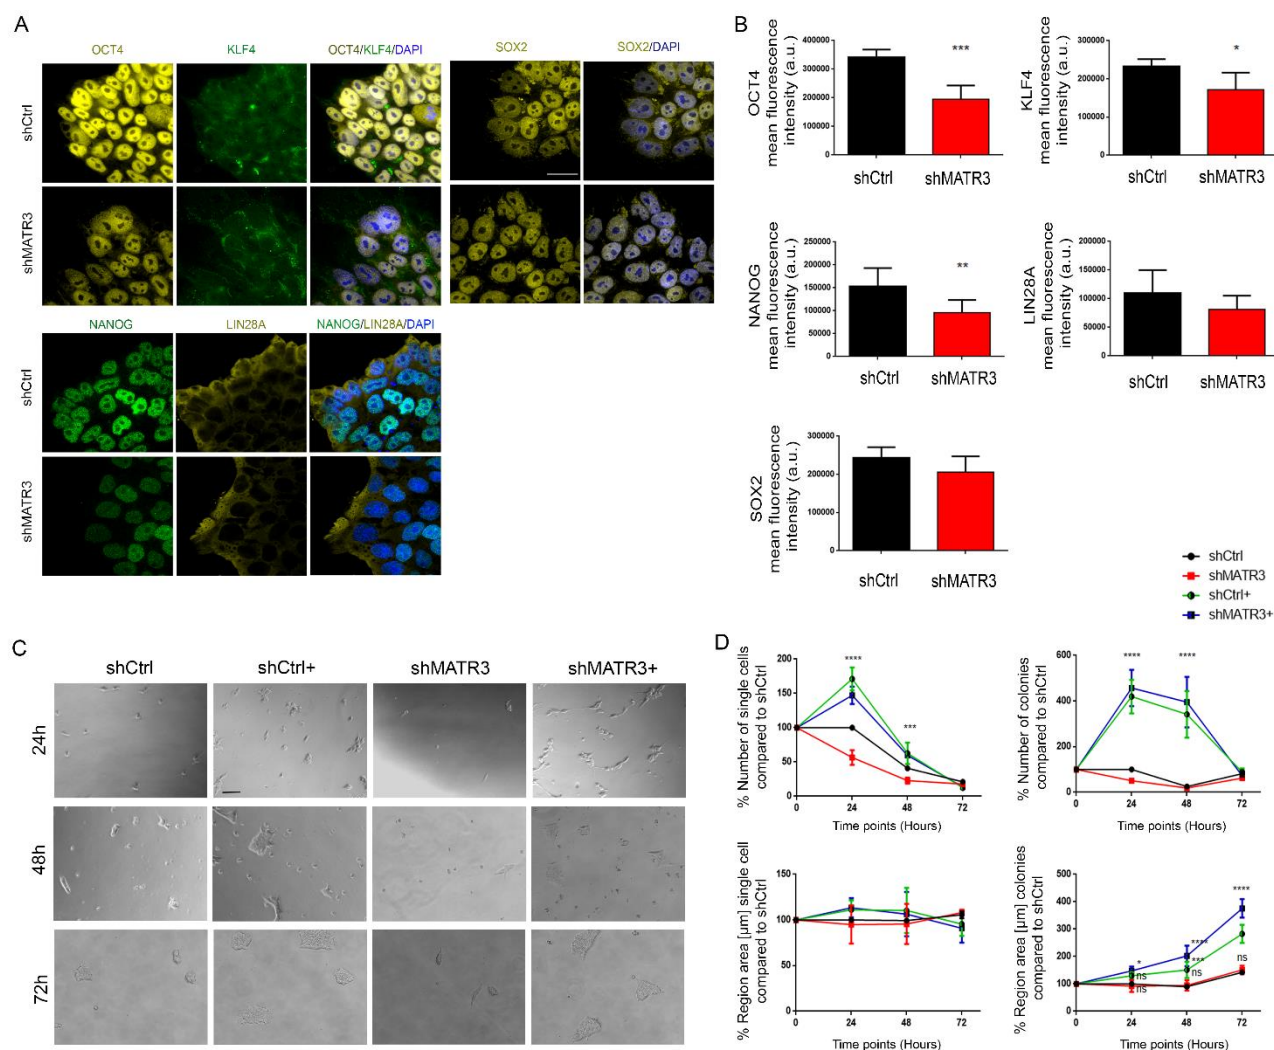 A
OCT4 KLF4 OCT4/KLF4/DAPI SOX2 SOX2/DAPI
shCtrl
shMATR3
NANOG LIN28A NANOG/LIN28A/DAPI
shCtrl
shMATR3
B
OCT4
mean fluorescence
intensity (a.u.)
400000
300000
200000
100000
0
***
shCtrl shMATR3
KLF4
mean fluorescence
intensity (a.u.)
300000
200000
100000
0
*
shCtrl shMATR3
NANOG
mean fluorescence
intensity (a.u.)
250000
200000
150000
100000
50000
0
**
shCtrl shMATR3
LIN28A
mean fluorescence
intensity (a.u.)
200000
150000
100000
50000
0
shCtrl shMATR3
SOX2
mean fluorescence
intensity (a.u.)
300000
200000
100000
0
shCtrl shMATR3
C
shCtrl shCtrl+ shMATR3 shMATR3+
24h
48h
72h
shCtrl
shMATR3
shCtrl+
shMATR3+
D
% Number of single cells
compared to shCtrl
200
150
100
50
0
****
***
0 24 48 72
Time points (Hours)
% Number of colonies
compared to shCtrl
600
400
200
0
**** ****
0 24 48 72
Time points (Hours)
% Region area [µm] single cell
compared to shCtrl
150
100
50
0
0 24 48 72
Time points (Hours)
% Region area [µm] colonies
compared to shCtrl
500
400
300
200
100
0
****
****
***
*
ns
ns
ns
ns
0 24 48 72
Time points (Hours)